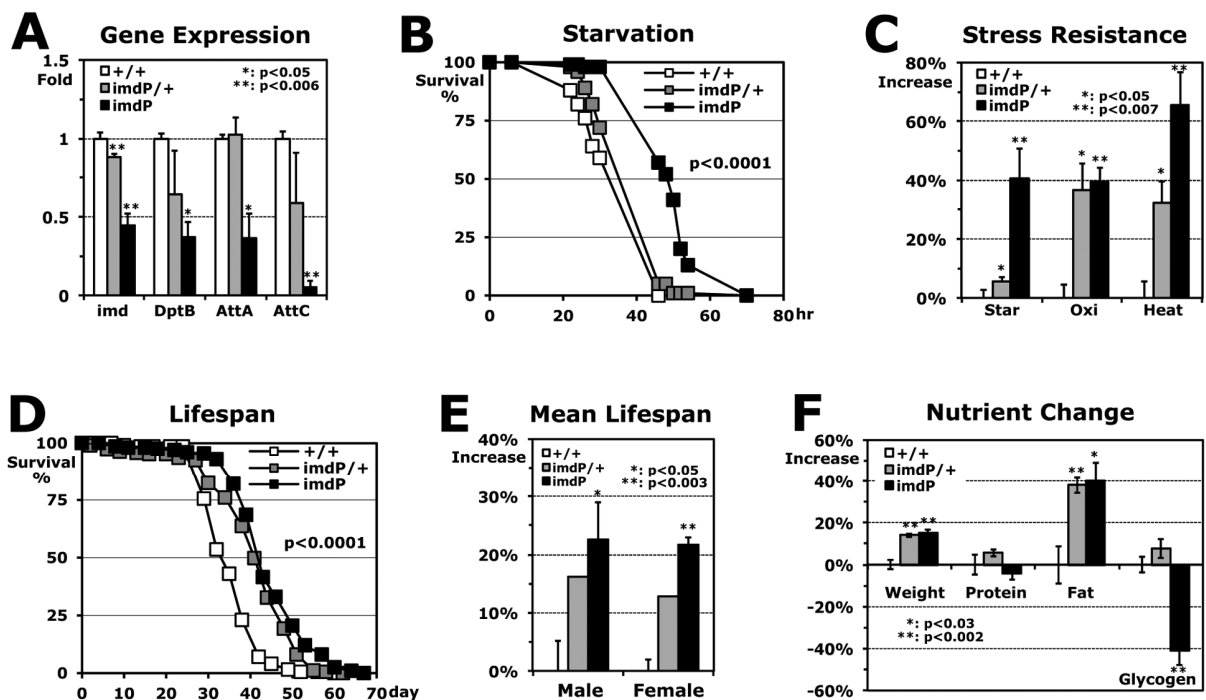 A
Gene Expression
1.5
Fold
+/+
imdP/+
imdP
*: p<0.05
**: p<0.006
1
0.5
0
**
**
*
*
**
imd DptB AttA AttC
B
Starvation
100
Survival
%
+/+
imdP/+
imdP
75
p<0.0001
50
25
0
0 20 40 60 80 hr
C
Stress Resistance
80%
Increase
+/+
imdP/+
imdP
*: p<0.05
**: p<0.007
60%
40%
20%
0%
*
**
*
**
*
**
Star Oxi Heat
D
Lifespan
100
Survival
%
+/+
imdP/+
imdP
75
p<0.0001
50
25
0
0 10 20 30 40 50 60 70 day
E
Mean Lifespan
40%
Increase
+/+
imdP/+
imdP
*: p<0.05
**: p<0.003
30%
20%
10%
0%
*
**
Male Female
F
Nutrient Change
60%
Increase
+/+
imdP/+
imdP
40%
20%
0%
-20%
-40%
-60%
** **
** *
**
Weight Protein Fat
*: p<0.03
**: p<0.002
Glycogen